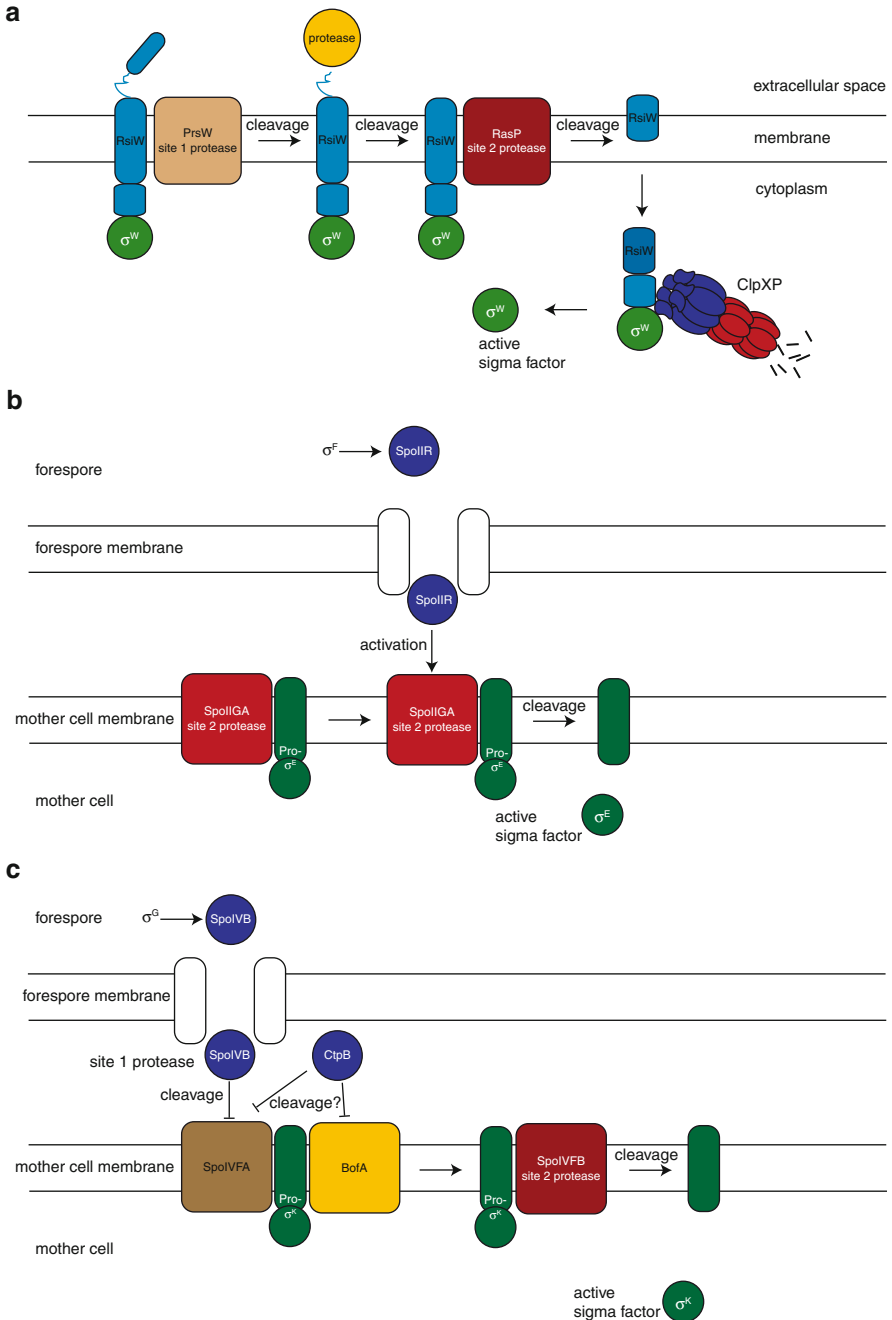 a
protease
extracellular space
RsiW
PrsW
site 1 protease
cleavage
RsiW
cleavage
RsiW
RasP
site 2 protease
cleavage
RsiW
membrane
cytoplasm
σW
σW
σW
RsiW
ClpXP
σW
σW
active
sigma factor
b
forespore
σF
SpoIIR
forespore membrane
SpoIIR
activation
mother cell membrane
SpoIIGA
site 2 protease
Pro-
σE
SpoIIGA
site 2 protease
Pro-
σE
cleavage
mother cell
active
sigma factor
σE
c
forespore
σG
SpoIVB
forespore membrane
site 1 protease
SpoIVB
CtpB
cleavage
cleavage?
mother cell membrane
SpoIVFA
Pro-
σK
BofA
Pro-
σK
SpoIVFB
site 2 protease
cleavage
mother cell
active
sigma factor
σK